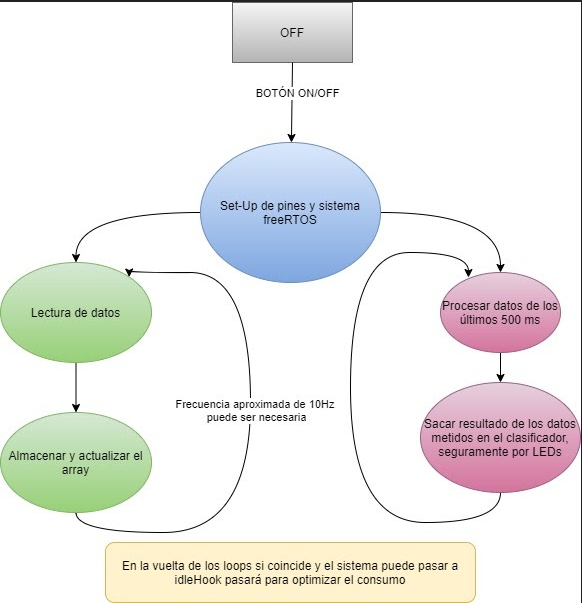 OFF
BOTÓN ON/OFF
Set-Up de pines y sistema
freeRTOS
Lectura de datos
Procesar datos de los
últimos 500 ms
Frecuencia aproximada de 10Hz
puede ser necesaria
Almacenar y actualizar el
array
Sacar resultado de los datos
metidos en el clasificador,
seguramente por LEDs
En la vuelta de los loops si coincide y el sistema puede pasar a
idleHook pasará para optimizar el consumo